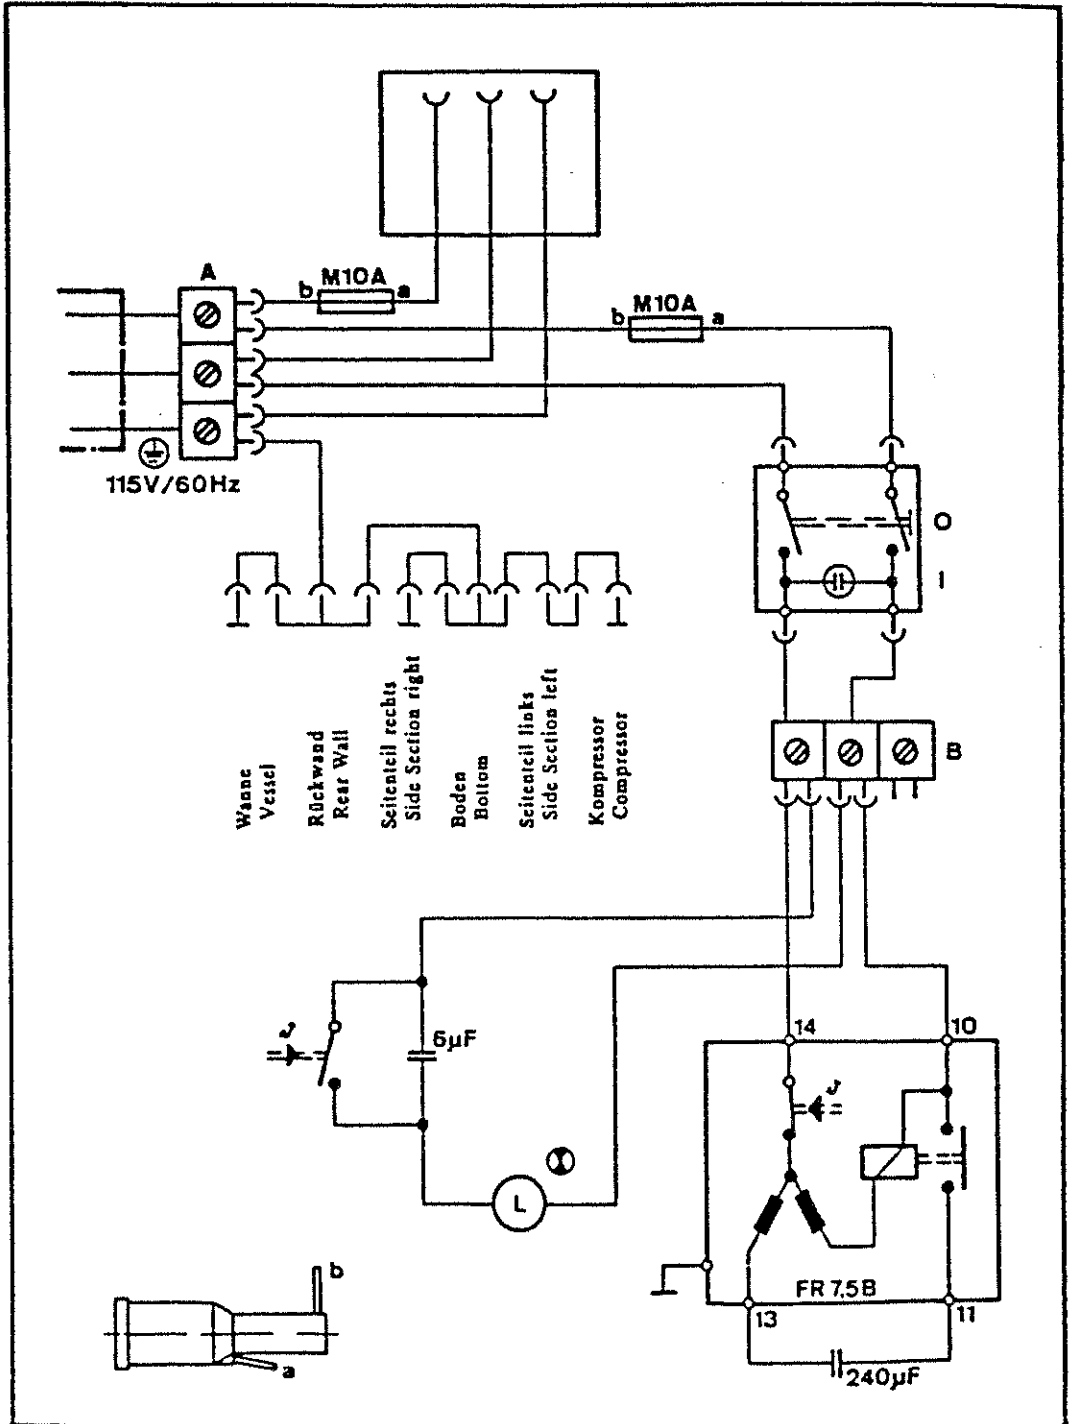 A
b
M10A
a
b
M10A
a
115V/60Hz
O
I
Wanne
Vessel
Rückwand
Rear Wall
Seitenteil rechts
Side Section right
Boden
Bottom
Seitenteil links
Side Section left
Kompressor
Compressor
B
14
10
6µF
L
FR 7,5B
13
11
240µF
b
a